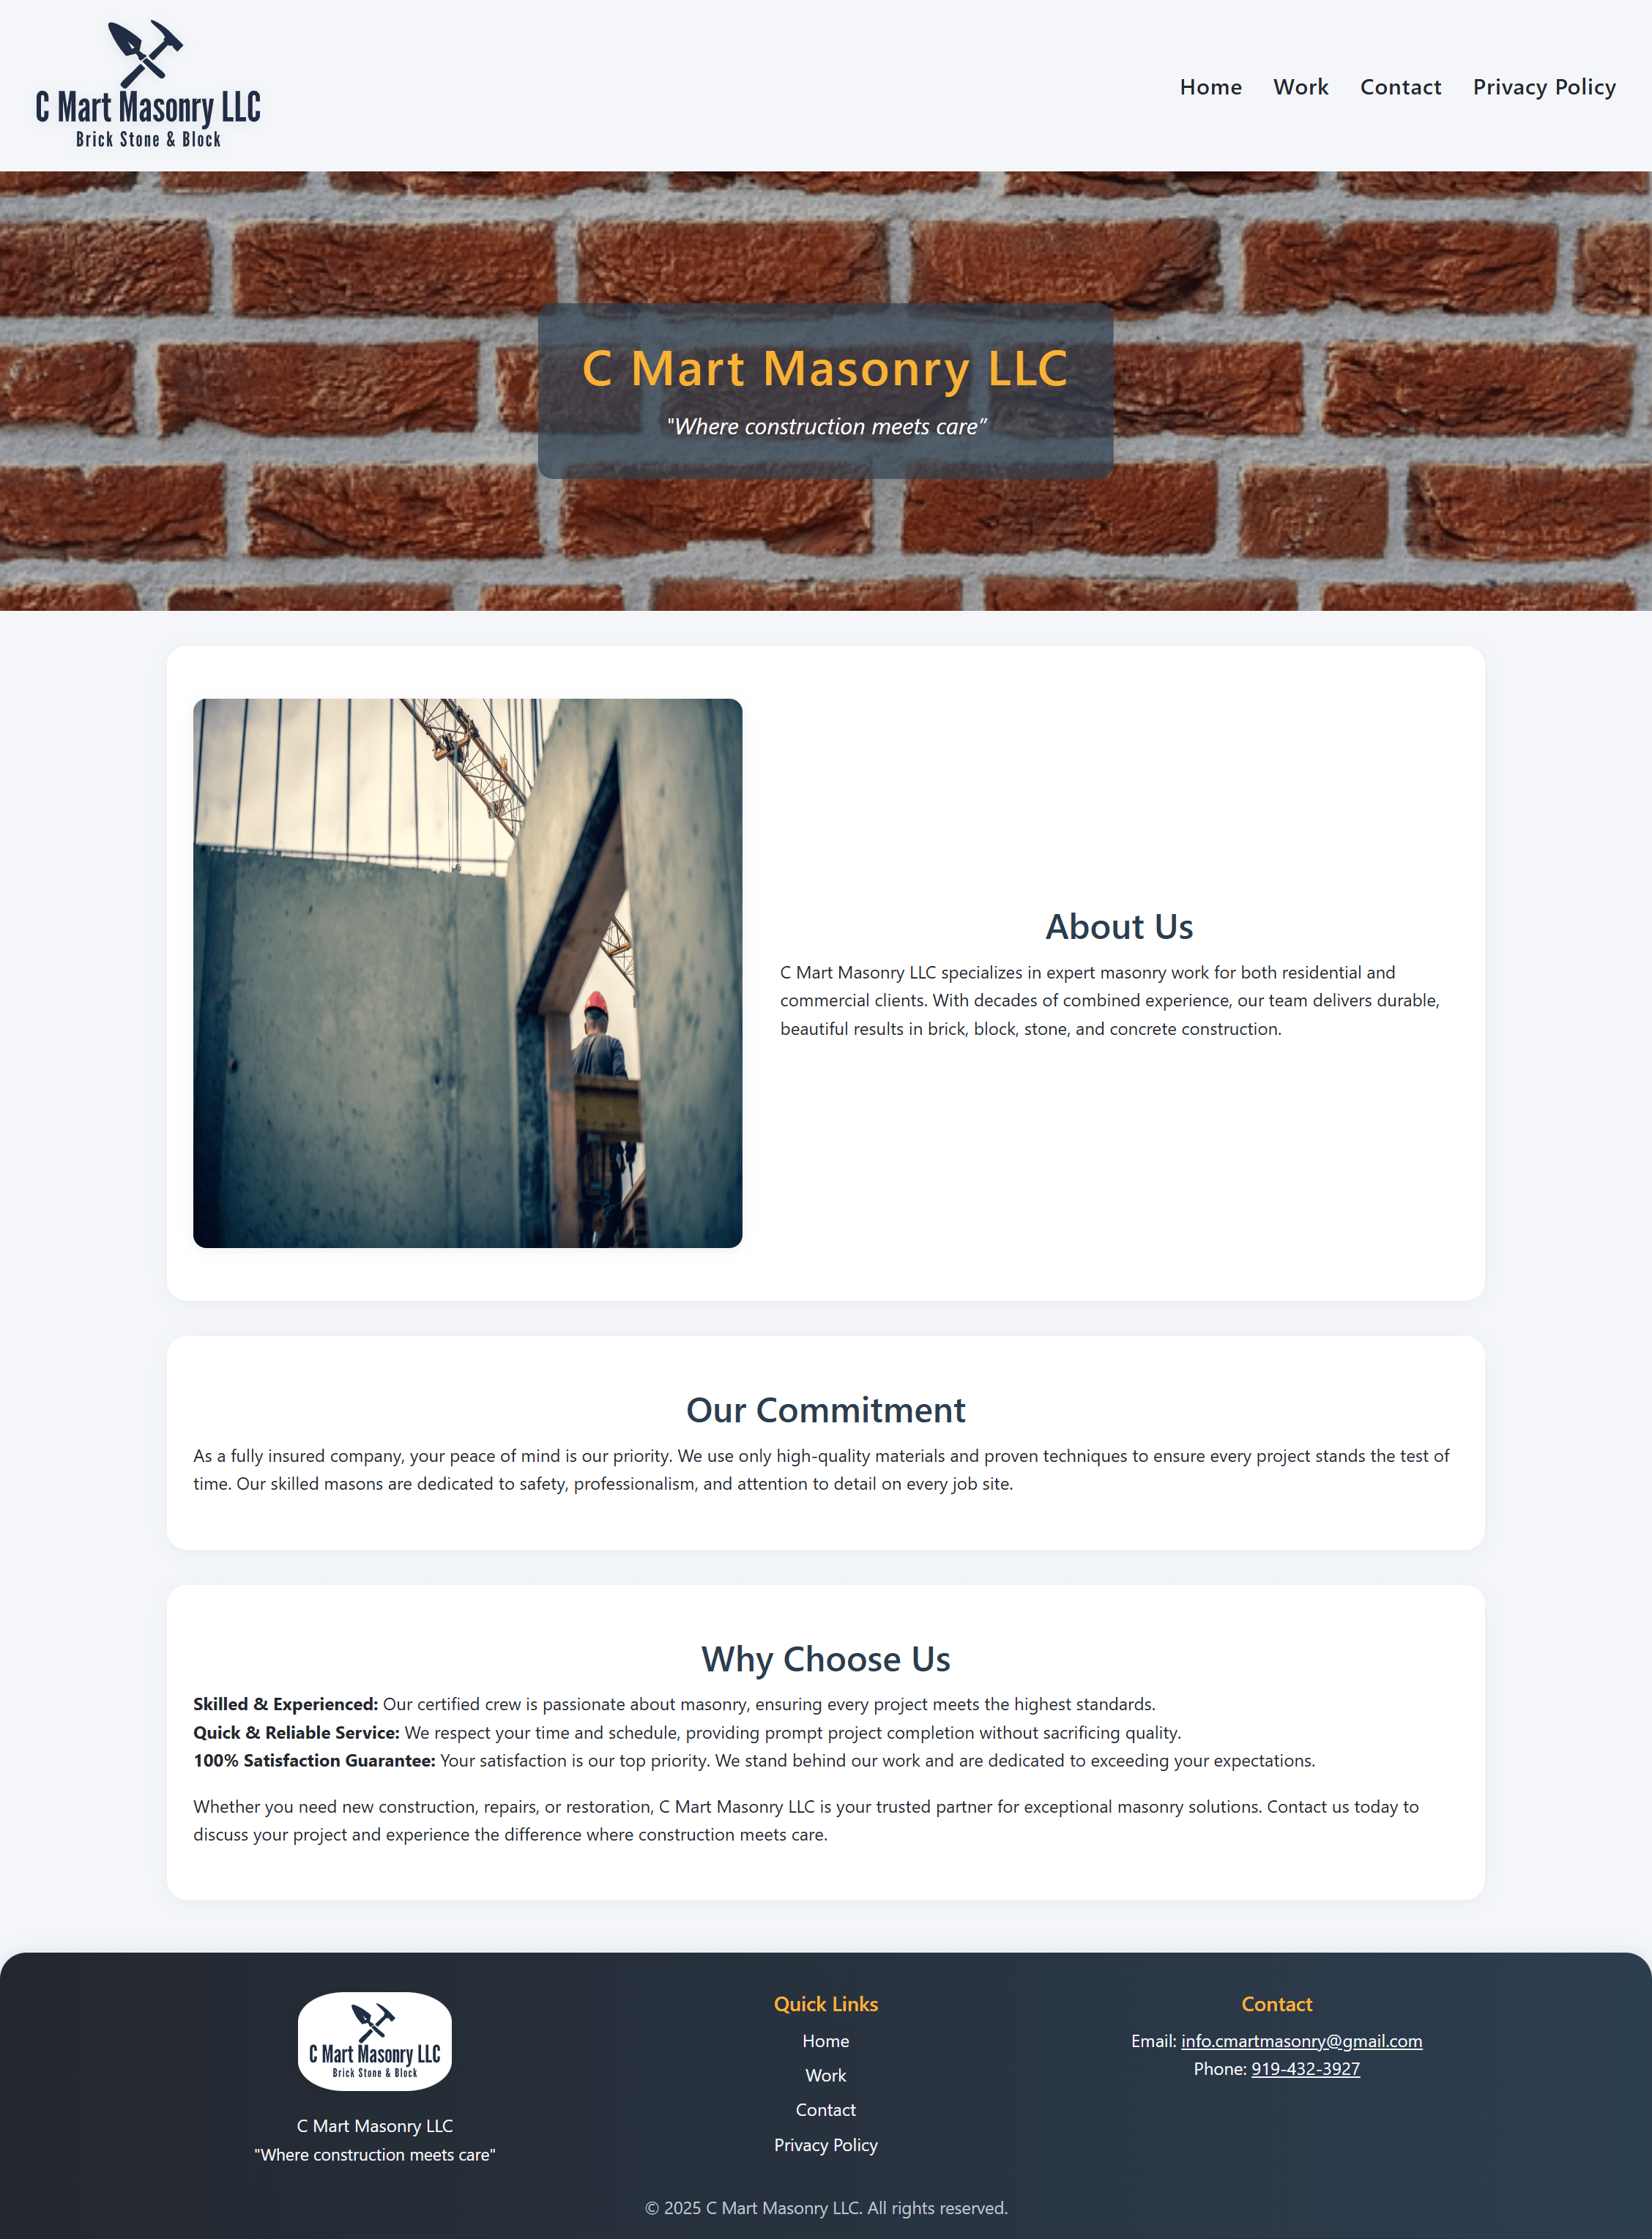 C Mart Masonry LLC
Brick Stone & Block
Home Work Contact Privacy Policy
C Mart Masonry LLC
"Where construction meets care”
About Us
C Mart Masonry LLC specializes in expert masonry work for both residential and
commercial clients. With decades of combined experience, our team delivers durable,
beautiful results in brick, block, stone, and concrete construction.
Our Commitment
As a fully insured company, your peace of mind is our priority. We use only high-quality materials and proven techniques to ensure every project stands the test of
time. Our skilled masons are dedicated to safety, professionalism, and attention to detail on every job site.
Why Choose Us
Skilled & Experienced: Our certified crew is passionate about masonry, ensuring every project meets the highest standards.
Quick & Reliable Service: We respect your time and schedule, providing prompt project completion without sacrificing quality.
100% Satisfaction Guarantee: Your satisfaction is our top priority. We stand behind our work and are dedicated to exceeding your expectations.
Whether you need new construction, repairs, or restoration, C Mart Masonry LLC is your trusted partner for exceptional masonry solutions. Contact us today to
discuss your project and experience the difference where construction meets care.
C Mart Masonry LLC
Brick Stone & Block
C Mart Masonry LLC
"Where construction meets care"
Quick Links
Home
Work
Contact
Privacy Policy
Contact
Email: info.cmartmasonry@gmail.com
Phone: 919-432-3927
© 2025 C Mart Masonry LLC. All rights reserved.